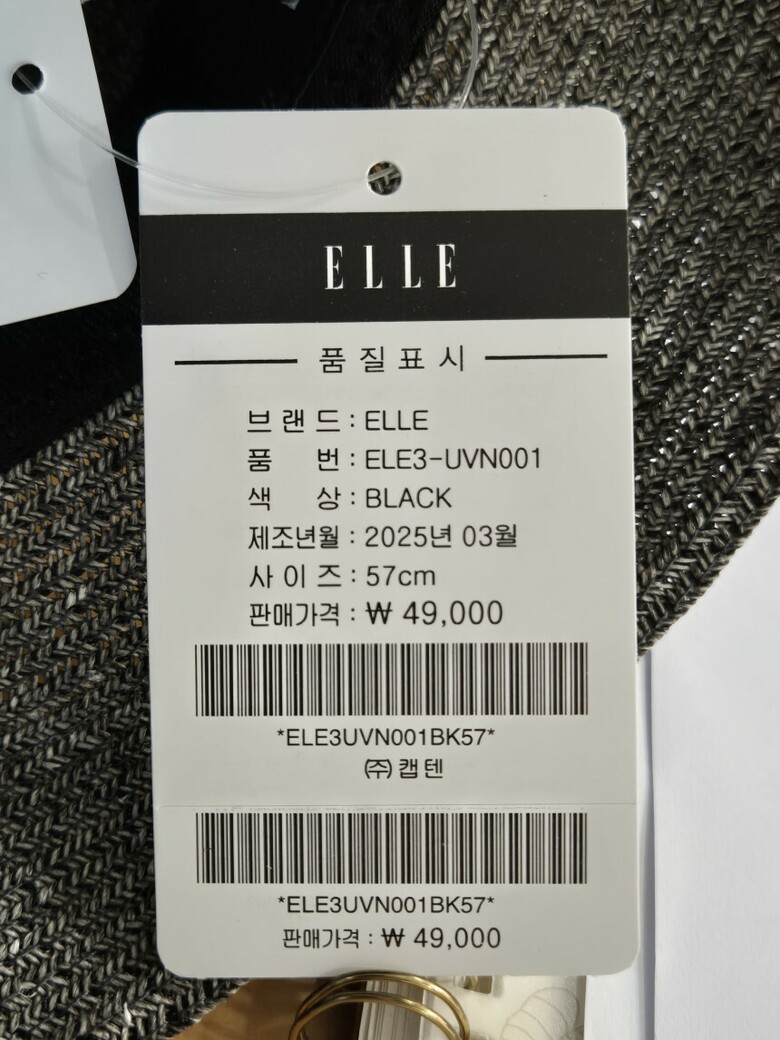 ELLE
품질표시
브랜드 : ELLE
품 번 : ELE3-UVN001
색 상 : BLACK
제조년월 : 2025년 03월
사이즈 : 57cm
판매가격 : ₩ 49,000
*ELE3UVN001BK57*
㈜캡텐
*ELE3UVN001BK57*
판매가격 : ₩ 49,000